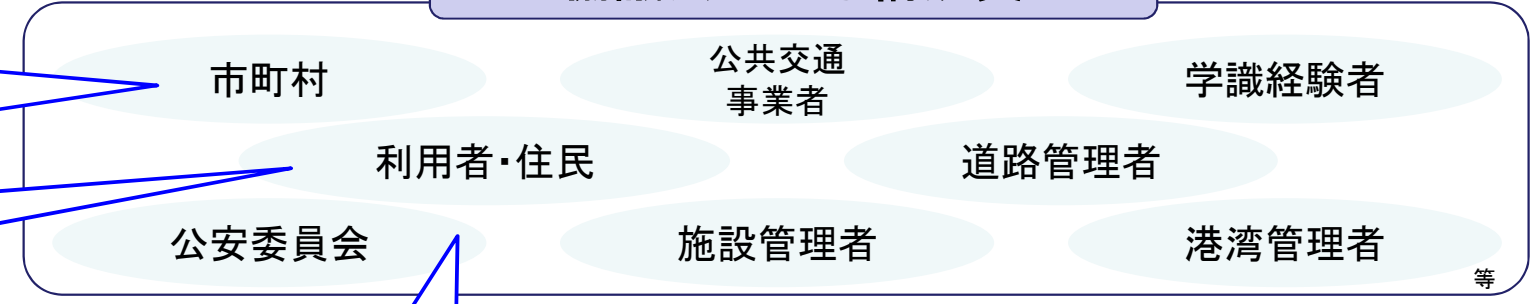 市町村
公共交通
事業者
学識経験者
利用者・住民
道路管理者
公安委員会
施設管理者
港湾管理者
等